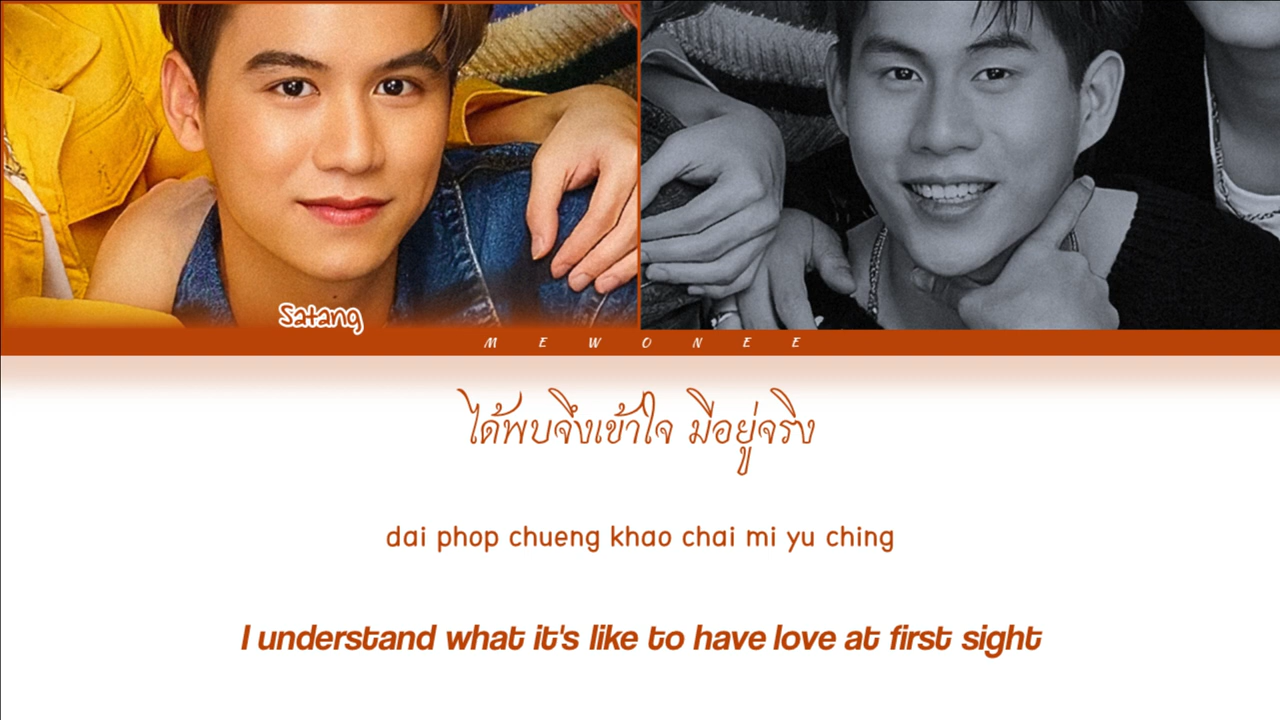 Satang
MEWONEE
ได้พบจึงเข้าใจ มีอยู่จริง
dai phop chueng khao chai mi yu ching
I understand what it's like to have love at first sight